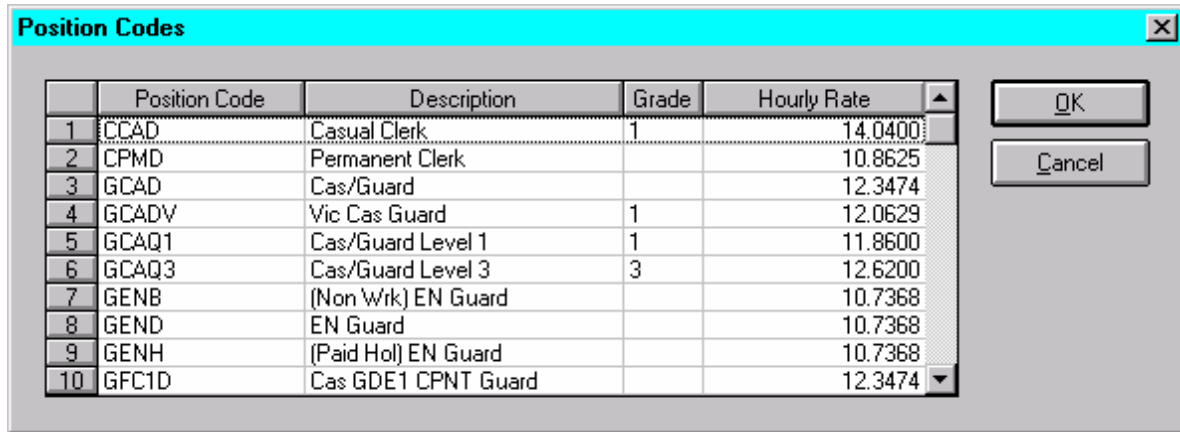 Position Codes
Position Code Description Grade Hourly Rate
1 CCAD Casual Clerk 1 14.0400
2 CPMD Permanent Clerk 10.8625
3 GCAD Cas/Guard 12.3474
4 GCADV Vic Cas Guard 1 12.0629
5 GCAQ1 Cas/Guard Level 1 1 11.8600
6 GCAQ3 Cas/Guard Level 3 3 12.6200
7 GENB (Non Wrk) EN Guard 10.7368
8 GEND EN Guard 10.7368
9 GENH (Paid Hol) EN Guard 10.7368
10 GFC1D Cas GDE1 CPNT Guard 12.3474
OK
Cancel